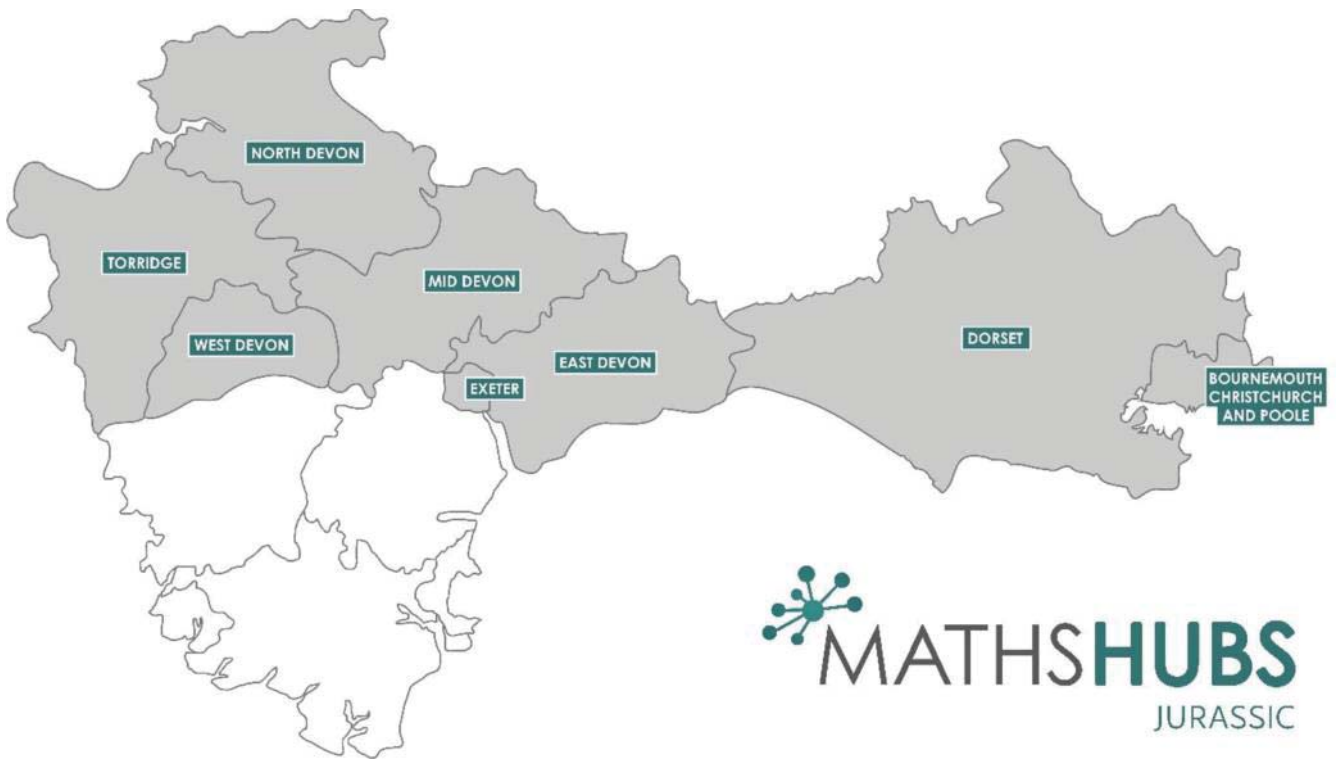 NORTH DEVON
TORRIDGE
MID DEVON
WEST DEVON
DORSET
EAST DEVON
EXETER
BOURNEMOUTH
CHRISTCHURCH
AND POOLE
MATHSHUBS
JURASSIC